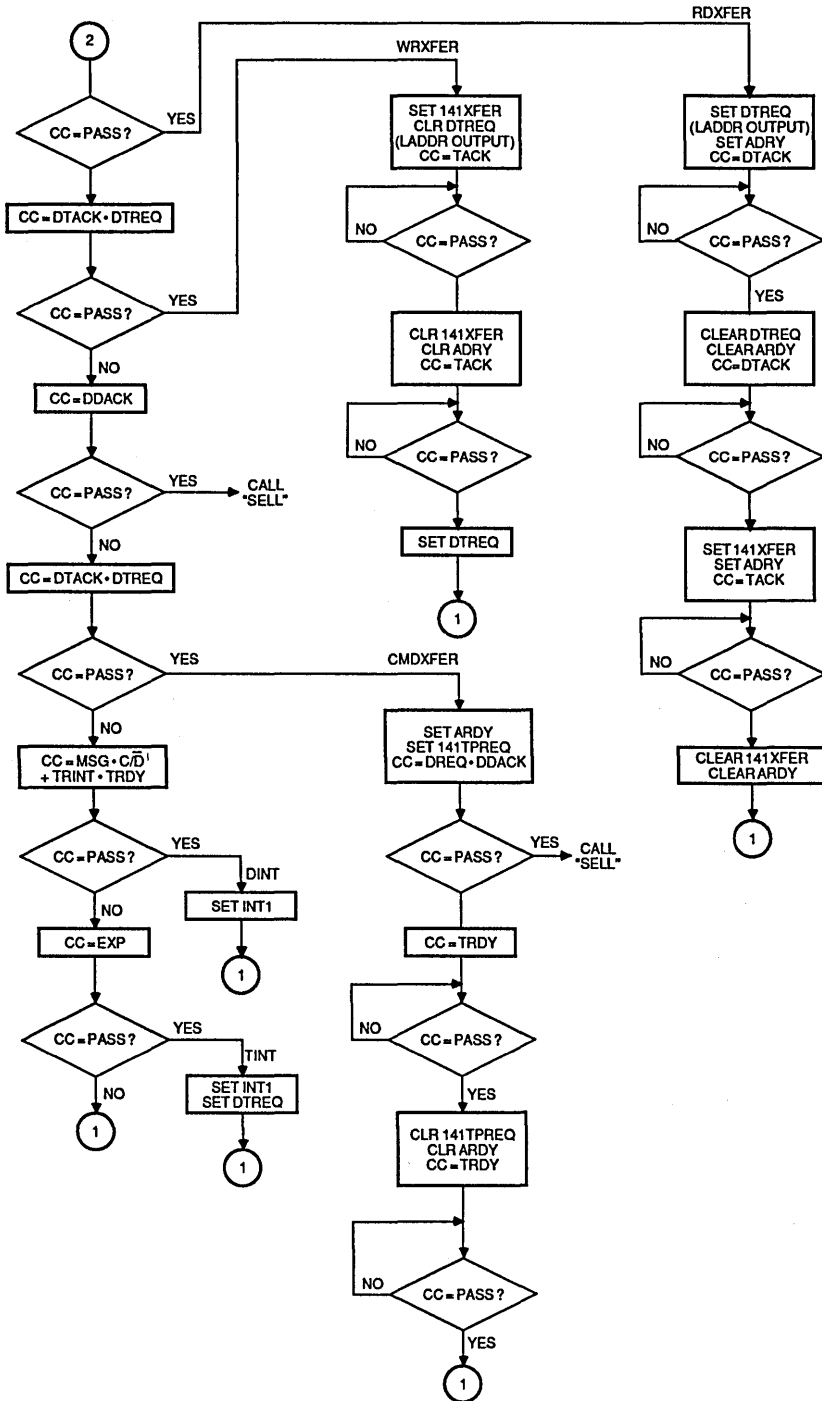 RDXFER
2
WRXFER
YES
CC=PASS?
SET 141XFER
CLR DTREQ
(LADDR OUTPUT)
CC=TACK
SET DTREQ
(LADDR OUTPUT)
SET ADRY
CC=DTACK
CC=DTACK•DTREQ
NO
CC=PASS?
NO
CC=PASS?
YES
CC=PASS?
YES
NO
CLR 141XFER
CLR ADRY
CC=TACK
CLEAR DTREQ
CLEAR ARDY
CC=DTACK
CC=DDACK
NO
CC=PASS?
NO
CC=PASS?
YES
CC=PASS?
CALL
"SELL"
NO
SET DTREQ
SET 141XFER
SET ADRY
CC=TACK
CC=DTACK•DTREQ
1
YES
CC=PASS?
CMDXFER
NO
CC=PASS?
NO
SET ARDY
SET 141TPREQ
CC=DREQ•DDACK
CC=MSG•C/D̅'
+ TRINT•TRDY
CLEAR 141XFER
CLEAR ARDY
1
YES
CC=PASS?
YES
CC=PASS?
CALL
"SELL"
DINT
NO
SET INT1
CC=EXP
CC=TRDY
1
YES
CC=PASS?
NO
CC=PASS?
TINT
NO
SET INT1
SET DTREQ
YES
1
CLR 141TPREQ
CLR ARDY
CC=TRDY
1
NO
CC=PASS?
YES
1